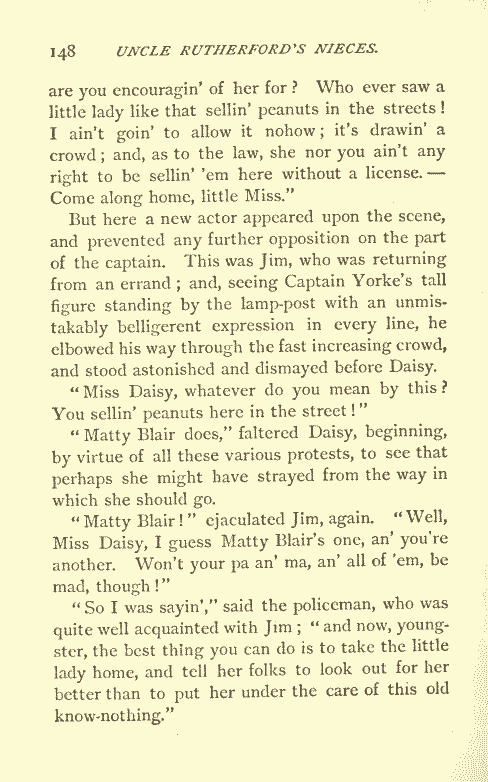 148 UNCLE RUTHERFORD'S NIECES.
are you encouragin' of her for? Who ever saw a
little lady like that sellin' peanuts in the streets!
I ain't goin' to allow it nohow; it's drawin' a
crowd; and, as to the law, she nor you ain't any
right to be sellin' 'em here without a license. —
Come along home, little Miss."
But here a new actor appeared upon the scene,
and prevented any further opposition on the part
of the captain. This was Jim, who was returning
from an errand; and, seeing Captain Yorke's tall
figure standing by the lamp-post with an unmis-
takably belligerent expression in every line, he
elbowed his way through the fast increasing crowd,
and stood astonished and dismayed before Daisy.
"Miss Daisy, whatever do you mean by this?
You sellin' peanuts here in the street!"
"Matty Blair does," faltered Daisy, beginning,
by virtue of all these various protests, to see that
perhaps she might have strayed from the way in
which she should go.
"Matty Blair!" ejaculated Jim, again. "Well,
Miss Daisy, I guess Matty Blair's one, an' you're
another. Won't your pa an' ma, an' all of 'em, be
mad, though!"
"So I was sayin'," said the policeman, who was
quite well acquainted with Jim; "and now, young-
ster, the best thing you can do is to take the little
lady home, and tell her folks to look out for her
better than to put her under the care of this old
know-nothing."